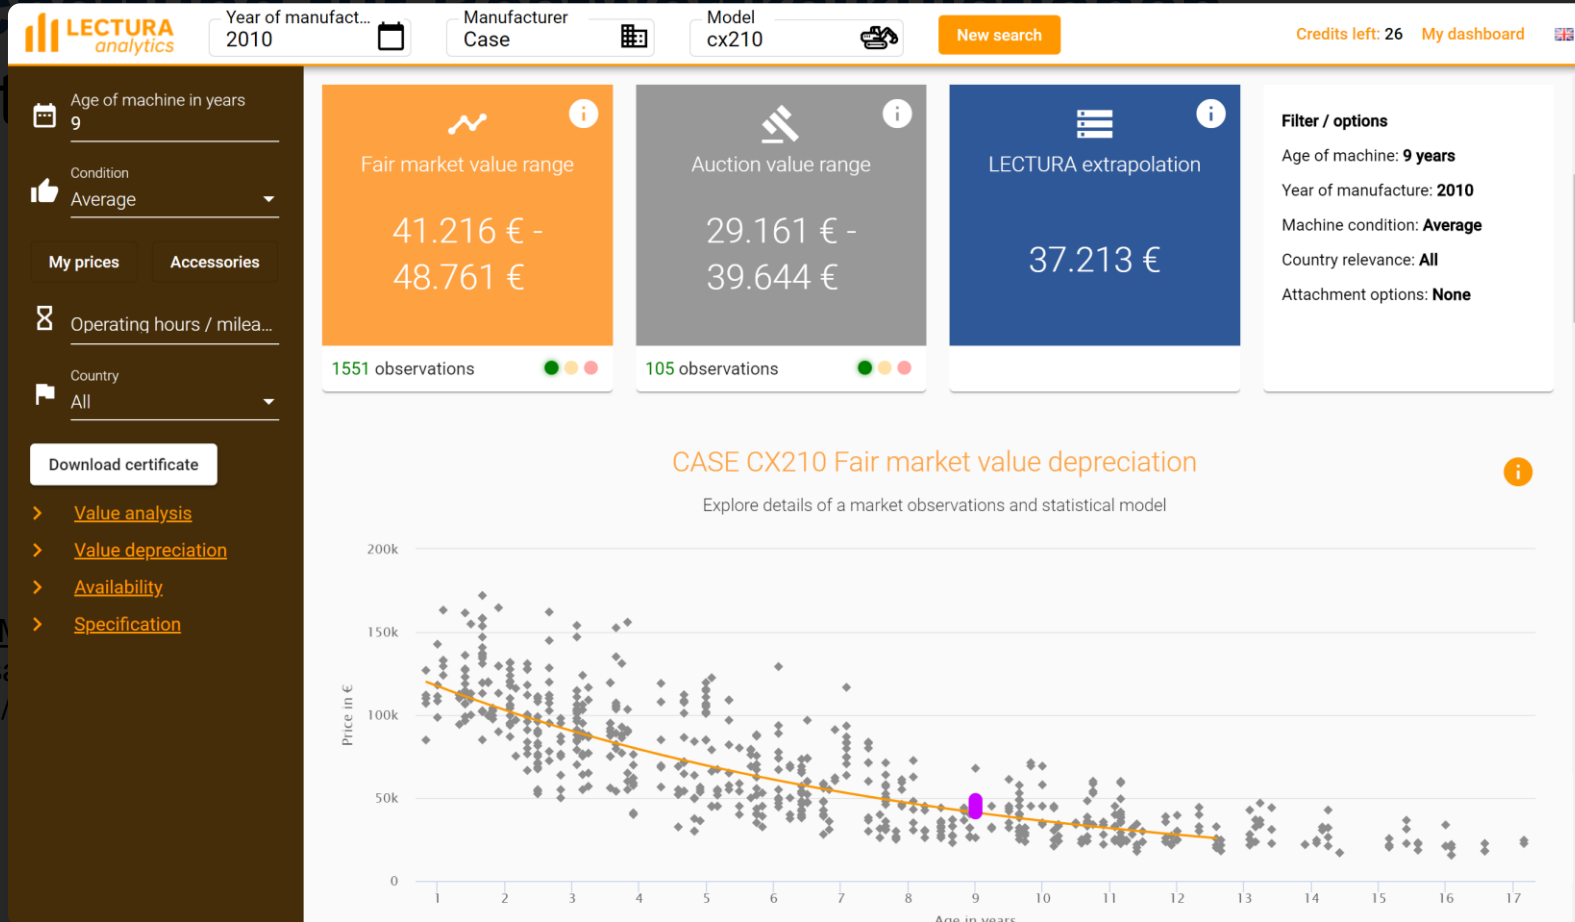 LECTURA
analytics
Year of manufact...
2010
Manufacturer
Case
Model
cx210
New search
Credits left: 26
My dashboard
Age of machine in years
9
Condition
Average
My prices
Accessories
Operating hours / milea...
Country
All
Download certificate
Value analysis
Value depreciation
Availability
Specification
Fair market value range
41.216 € -
48.761 €
1551 observations
Auction value range
29.161 € -
39.644 €
105 observations
LECTURA extrapolation
37.213 €
Filter / options
Age of machine: 9 years
Year of manufacture: 2010
Machine condition: Average
Country relevance: All
Attachment options: None
CASE CX210 Fair market value depreciation
Explore details of a market observations and statistical model
Price in €
200k
150k
100k
50k
0
1 2 3 4 5 6 7 8 9 10 11 12 13 14 15 16 17
Age in years